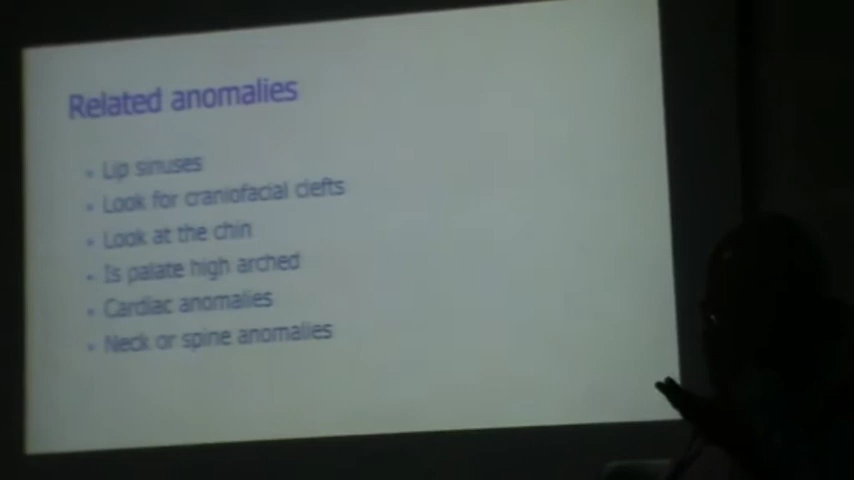 Related anomalies
Lip sinuses
Look for craniofacial clefts
Look at the chin
Is palate high arched
Cardiac anomalies
Neck or spine anomalies